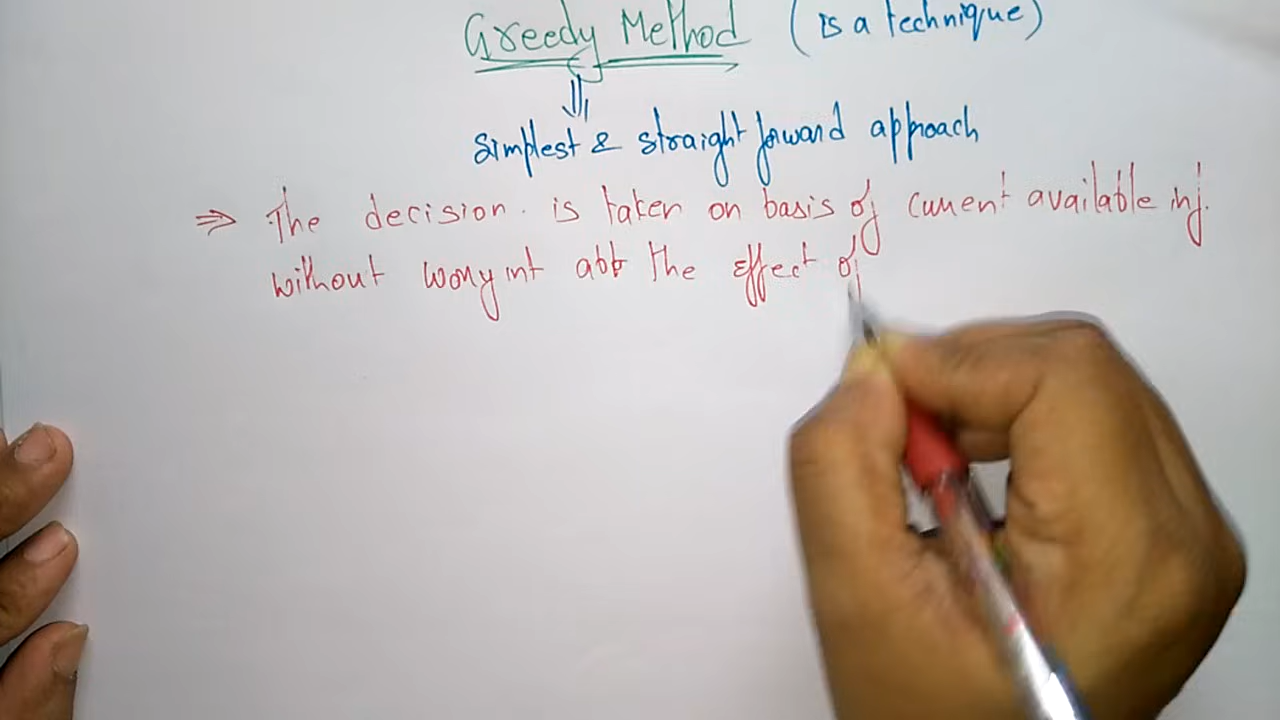 Greedy Method (is a technique)
simplest & straight forward approach
⇒ The decision is taken on basis of current available inf.
without worryint abt the effect of